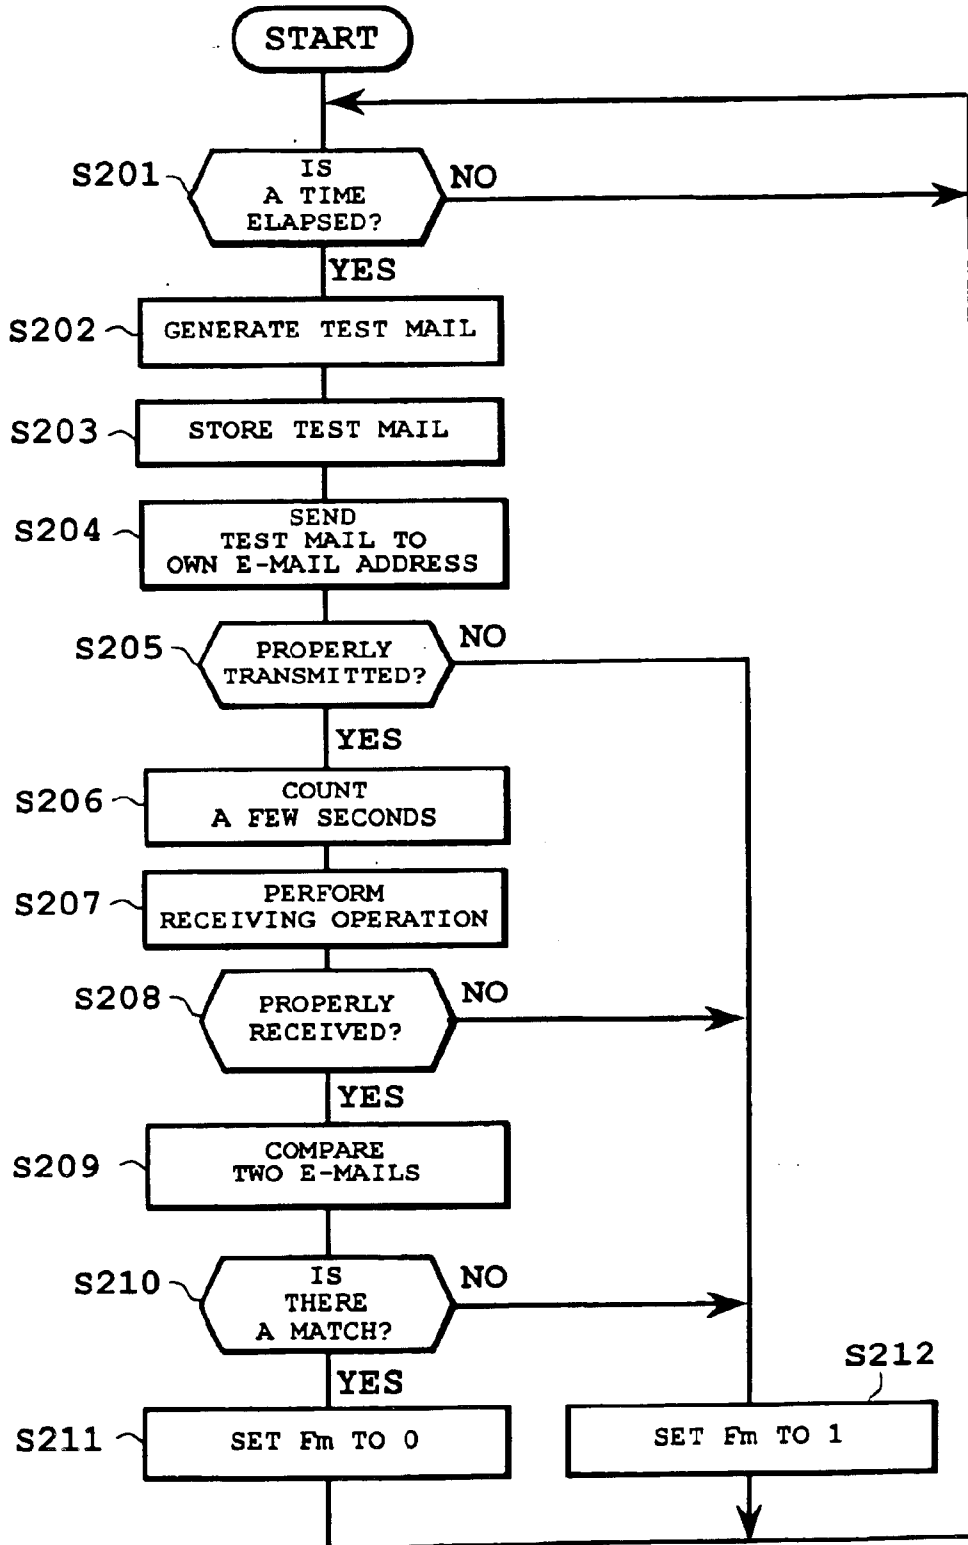 START
S201
IS
A TIME
ELAPSED?
NO
YES
S202
GENERATE TEST MAIL
S203
STORE TEST MAIL
S204
SEND
TEST MAIL TO
OWN E-MAIL ADDRESS
S205
PROPERLY
TRANSMITTED?
NO
YES
S206
COUNT
A FEW SECONDS
S207
PERFORM
RECEIVING OPERATION
S208
PROPERLY
RECEIVED?
NO
YES
S209
COMPARE
TWO E-MAILS
S210
IS
THERE
A MATCH?
NO
YES
S211
SET Fm TO 0
S212
SET Fm TO 1